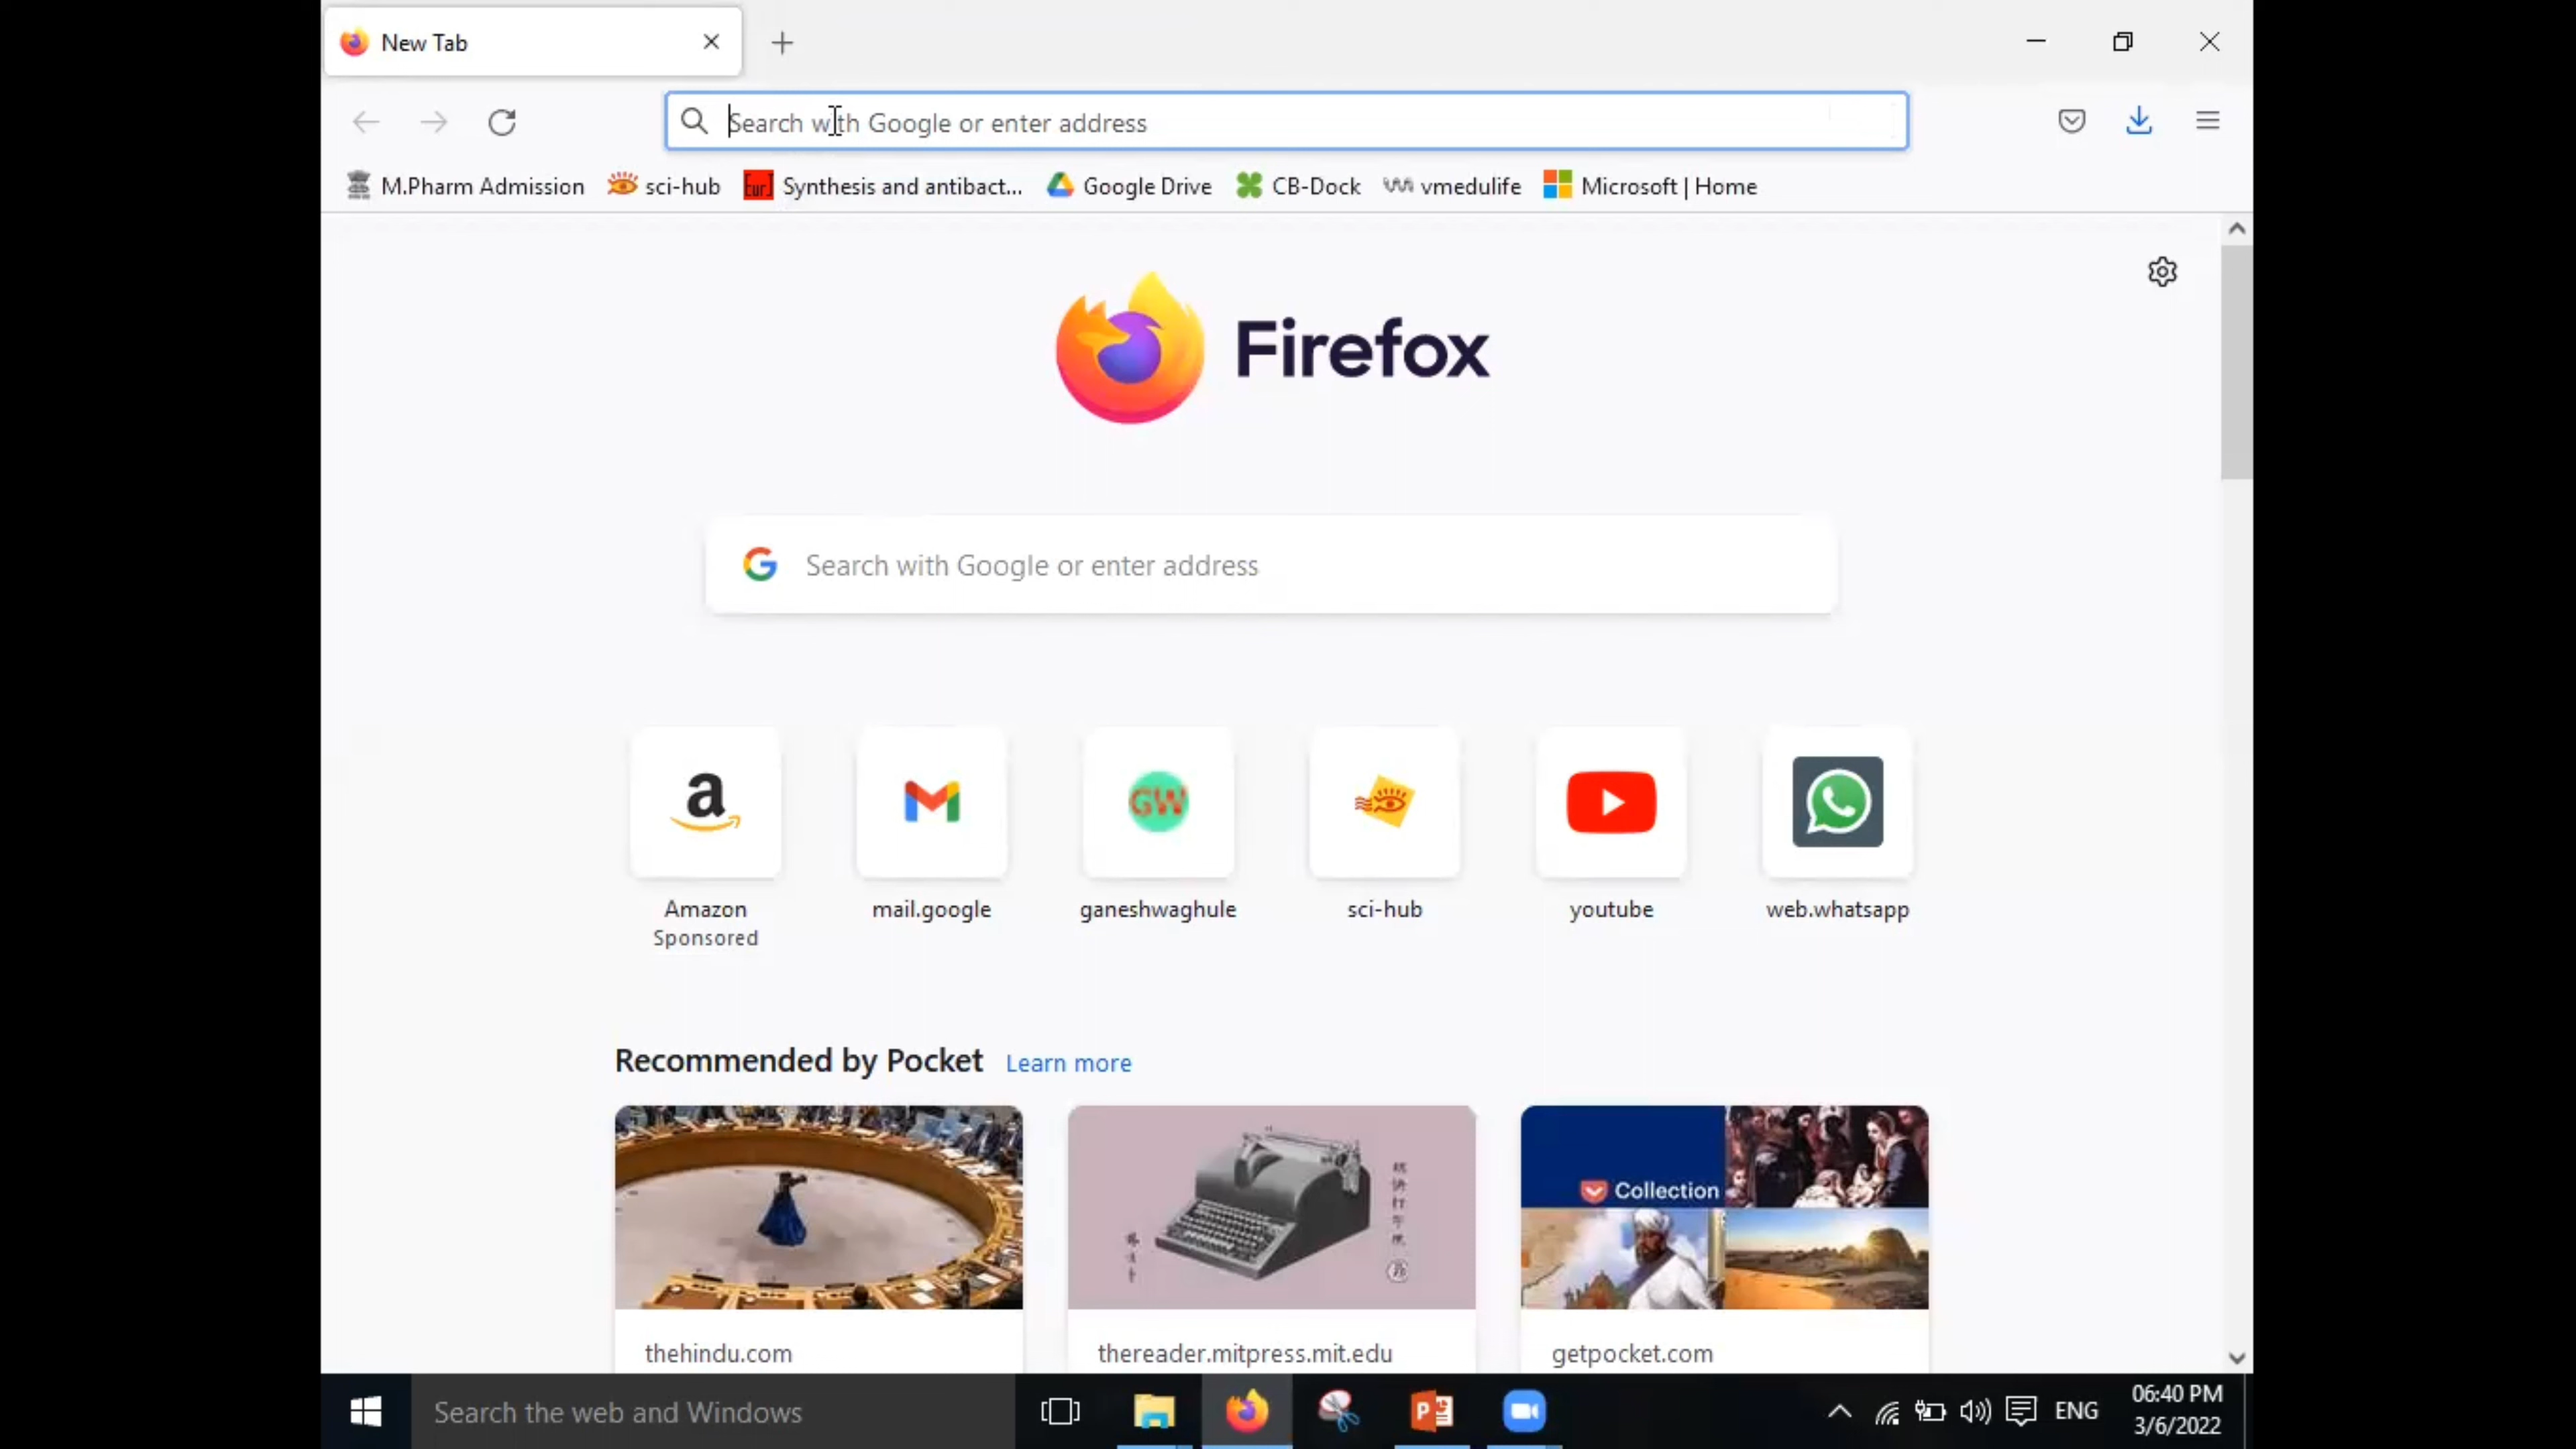 New Tab
Search with Google or enter address
M.Pharm Admission sci-hub Synthesis and antibact... Google Drive CB-Dock vmedulife Microsoft | Home
Firefox
Search with Google or enter address
a
GW
Amazon mail.google ganeshwaghule sci-hub youtube web.whatsapp
Sponsored
Recommended by Pocket Learn more
Collection
thehindu.com thereader.mitpress.mit.edu getpocket.com
Search the web and Windows
ENG
06:40 PM
3/6/2022